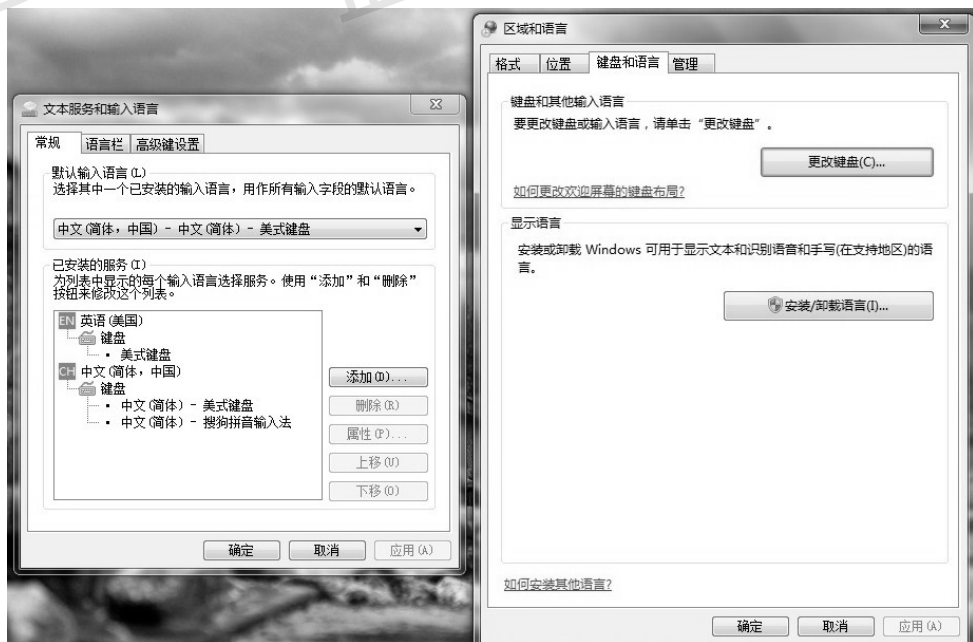 文本服务和输入语言
常规 语言栏 高级键设置
默认输入语言(L)
选择其中一个已安装的输入语言，用作所有输入字段的默认语言。
中文(简体，中国) - 中文(简体) - 美式键盘
已安装的服务(I)
为列表中显示的每个输入语言选择服务。使用“添加”和“删除”
按钮来修改这个列表。
EN 英语(美国)
键盘
• 美式键盘
CH 中文(简体，中国)
键盘
• 中文(简体) - 美式键盘
• 中文(简体) - 搜狗拼音输入法
添加(D)...
删除(R)
属性(P)...
上移(U)
下移(O)
确定 取消 应用(A)
区域和语言
格式 位置 键盘和语言 管理
键盘和其他输入语言
要更改键盘或输入语言，请单击“更改键盘”。
更改键盘(C)...
如何更改欢迎屏幕的键盘布局?
显示语言
安装或卸载 Windows 可用于显示文本和识别语音和手写(在支持地区)的语
言。
安装/卸载语言(I)...
如何安装其他语言?
确定 取消 应用(A)